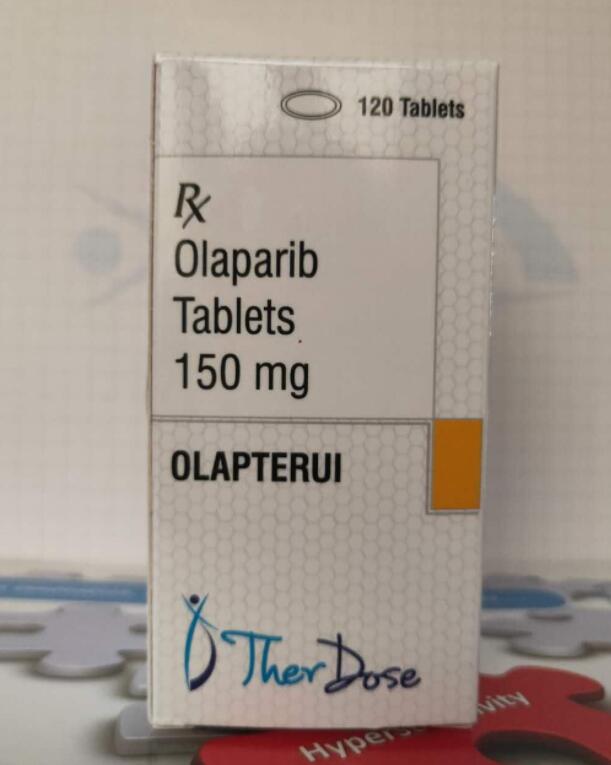 120 Tablets
Rx
Olaparib
Tablets
150 mg
OLAPTERUI
TherDose